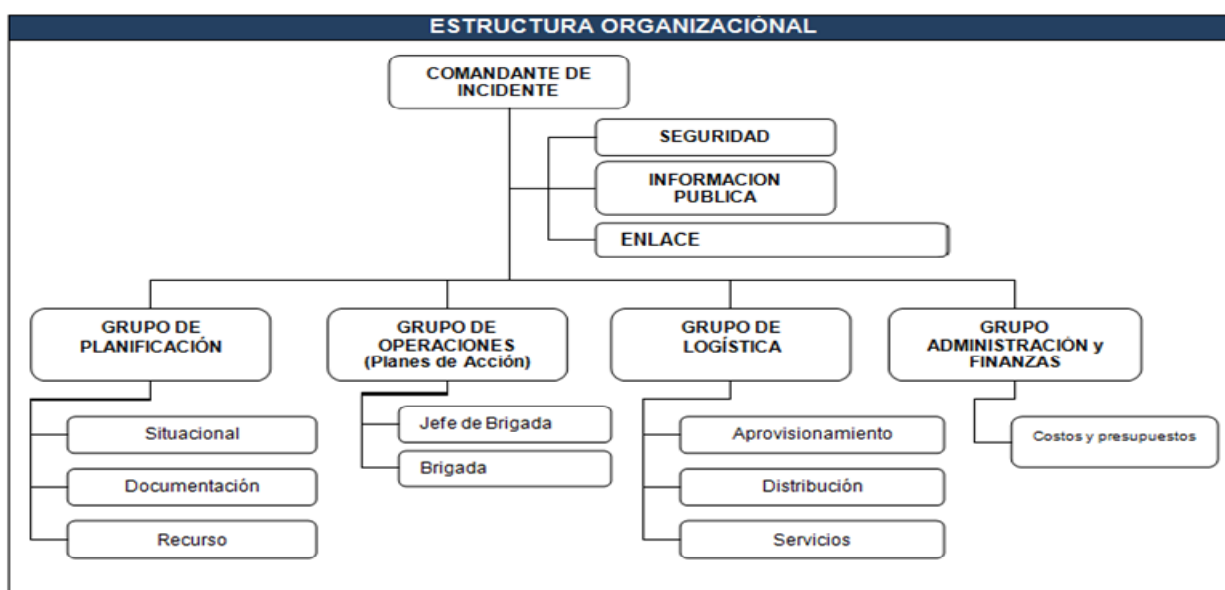 ESTRUCTURA ORGANIZACIÓNAL
COMANDANTE DE
INCIDENTE
SEGURIDAD
INFORMACION
PUBLICA
ENLACE
GRUPO DE
PLANIFICACIÓN
GRUPO DE
OPERACIONES
(Planes de Acción)
GRUPO DE
LOGÍSTICA
GRUPO
ADMINISTRACIÓN y
FINANZAS
Situacional
Documentación
Recurso
Jefe de Brigada
Brigada
Aprovisionamiento
Distribución
Servicios
Costos y presupuestos